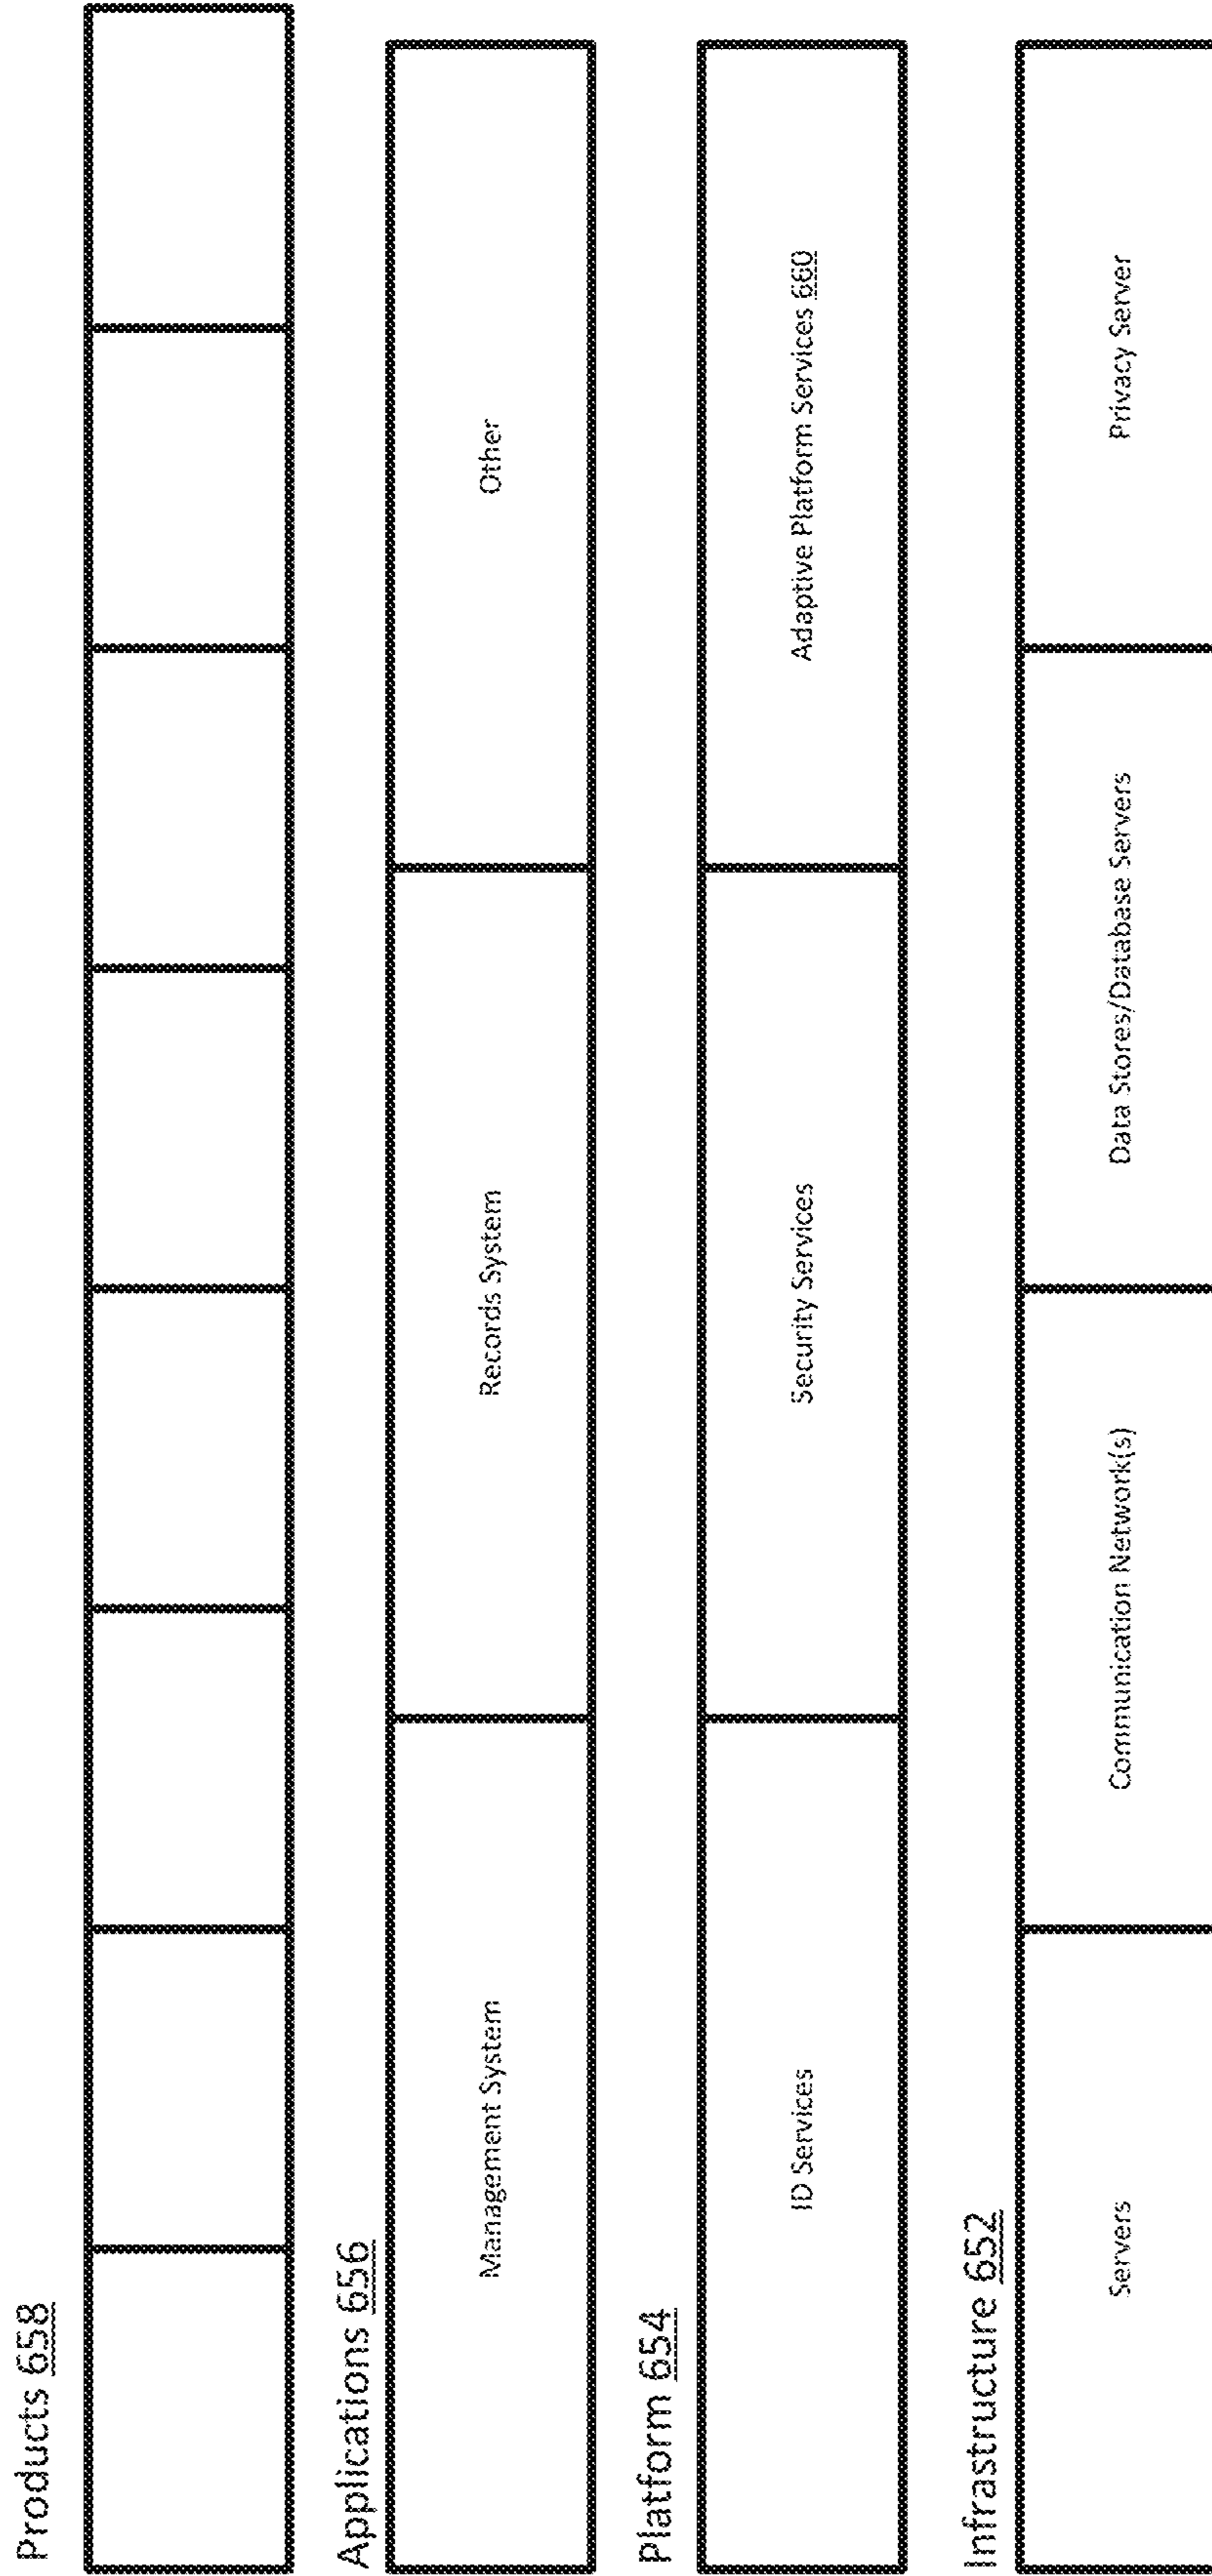 Products 658
Applications 656
Management System
Records System
Other
Platform 654
ID Services
Security Services
Adaptive Platform Services 660
Infrastructure 652
Servers
Communication Network(s)
Data Stores/Database Servers
Privacy Server